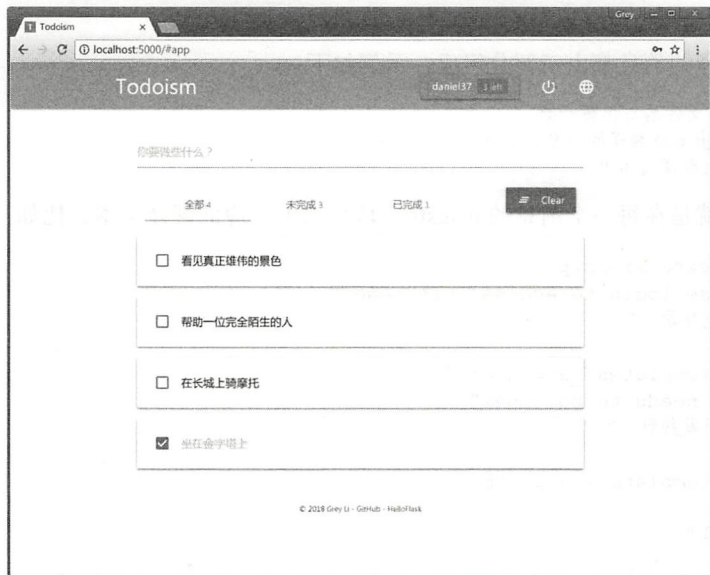 Grey
Todoism
localhost:5000/#app
Todoism
daniel37
你要做些什么？
全部 4 未完成 3 已完成 1 Clear
看见真正雄伟的景色
帮助一位完全陌生的人
在长城上骑摩托
坐在金字塔上
© 2018 Grey Li - GitHub - HelloFlask